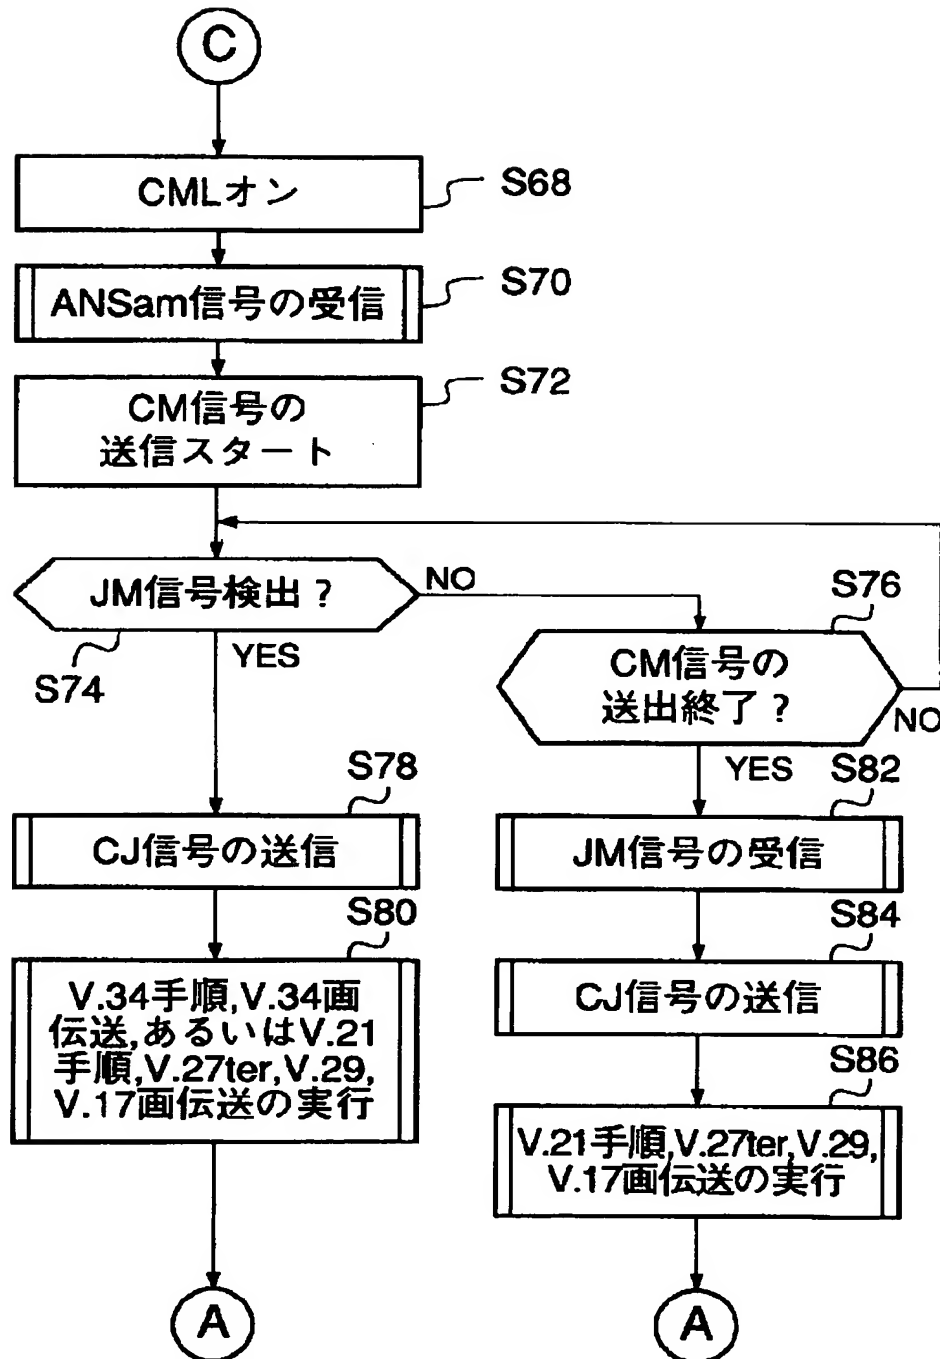 C
CMLオン
S68
ANSam信号の受信
S70
CM信号の
送信スタート
S72
JM信号検出？
NO
YES
S74
S76
CM信号の
送出終了？
NO
YES
S78
CJ信号の送信
S82
JM信号の受信
S80
V.34手順,V.34画
伝送,あるいはV.21
手順,V.27ter,V.29,
V.17画伝送の実行
S84
CJ信号の送信
S86
V.21手順,V.27ter,V.29,
V.17画伝送の実行
A
A